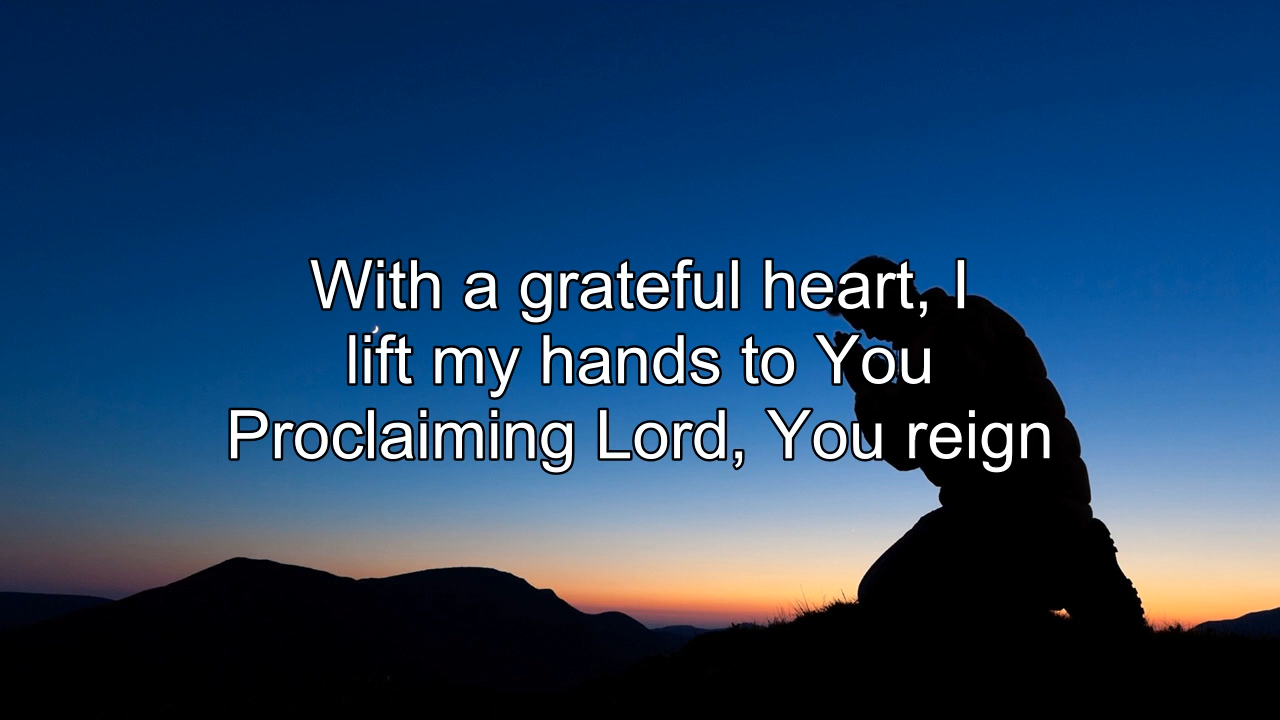 With a grateful heart, I
lift my hands to You
Proclaiming Lord, You reign